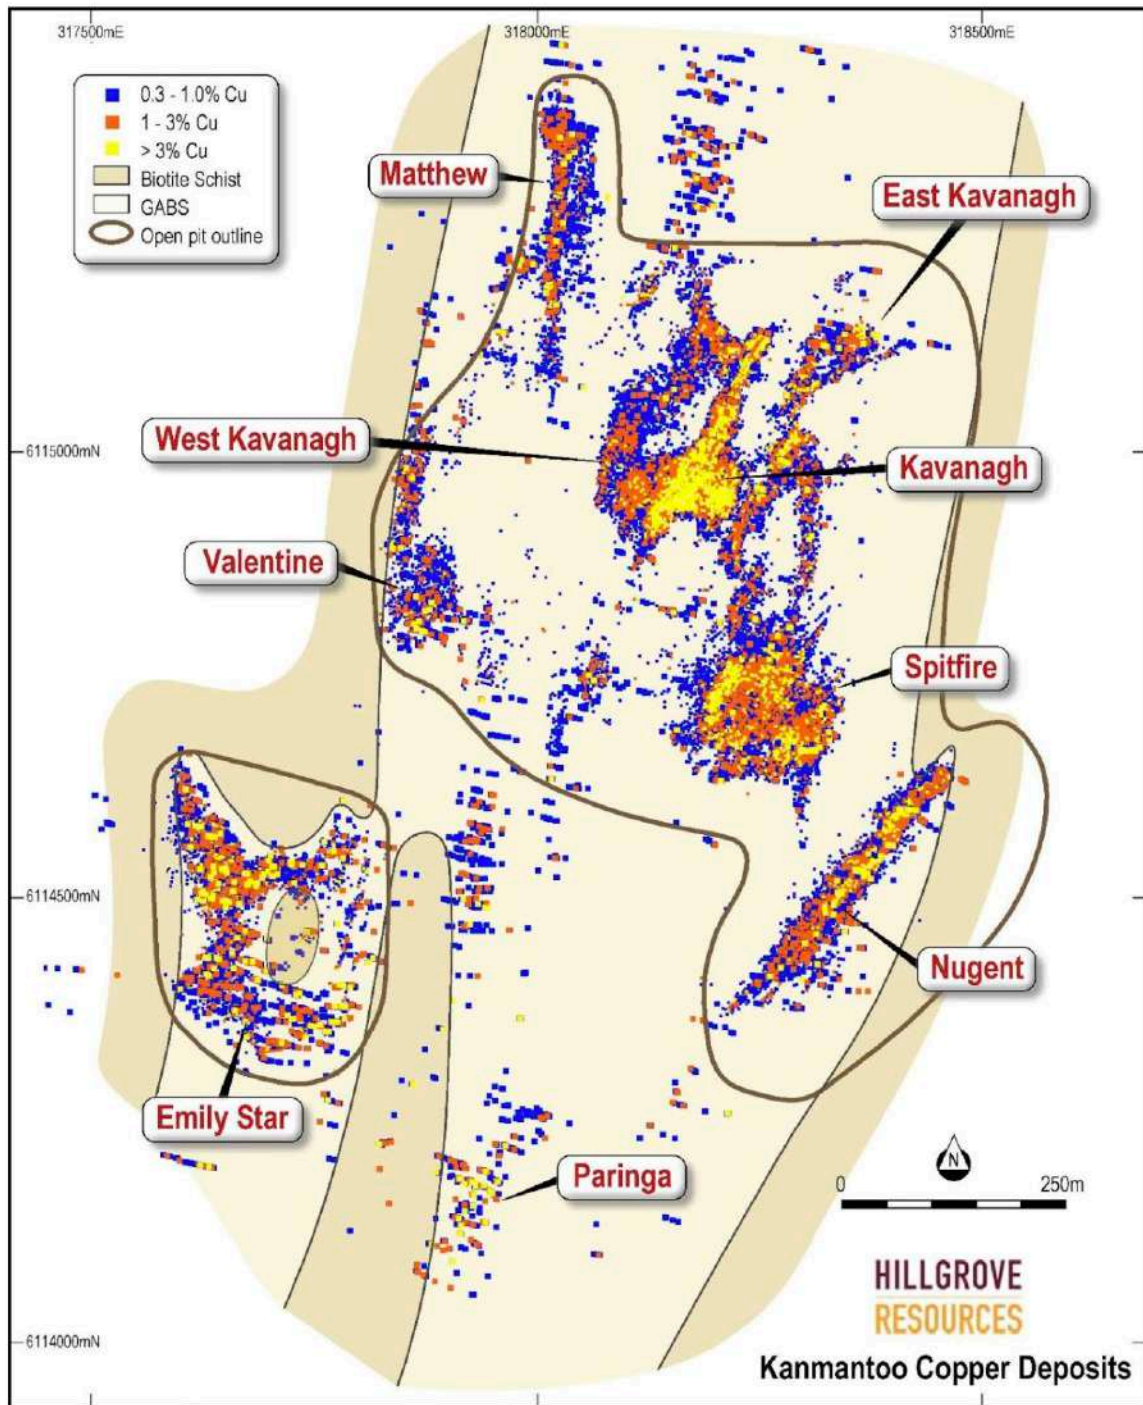 317500mE
318000mE
318500mE
0.3 - 1.0% Cu
1 - 3% Cu
> 3% Cu
Biotite Schist
GABS
Open pit outline
Matthew
East Kavanagh
West Kavanagh
6115000mN
Kavanagh
Valentine
Spitfire
6114500mN
Nugent
Emily Star
Paringa
N
0
250m
HILLGROVE
RESOURCES
6114000mN
Kanmantoo Copper Deposits